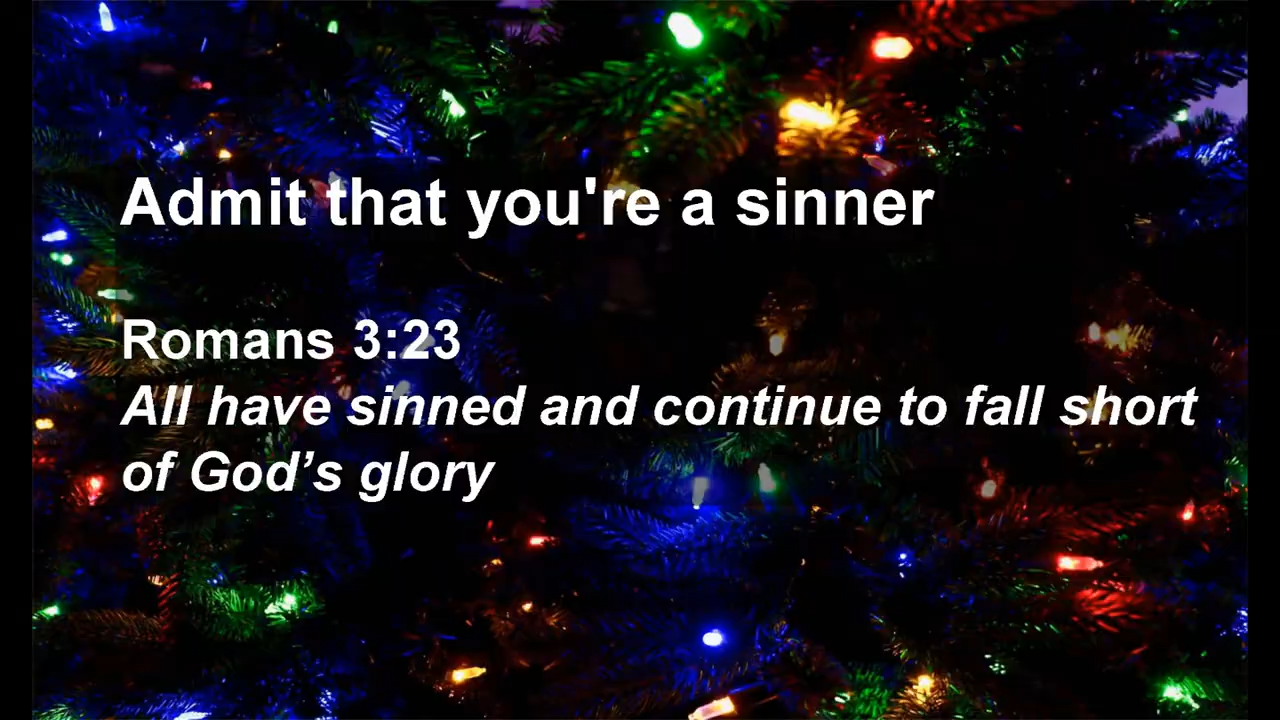 Admit that you're a sinner
Romans 3:23
All have sinned and continue to fall short
of God’s glory